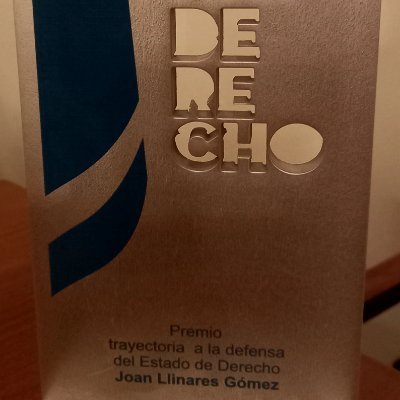 DE
RE
CHO
Premio
trayectoria a la defensa
del Estado de Derecho
Joan Llinares Gómez